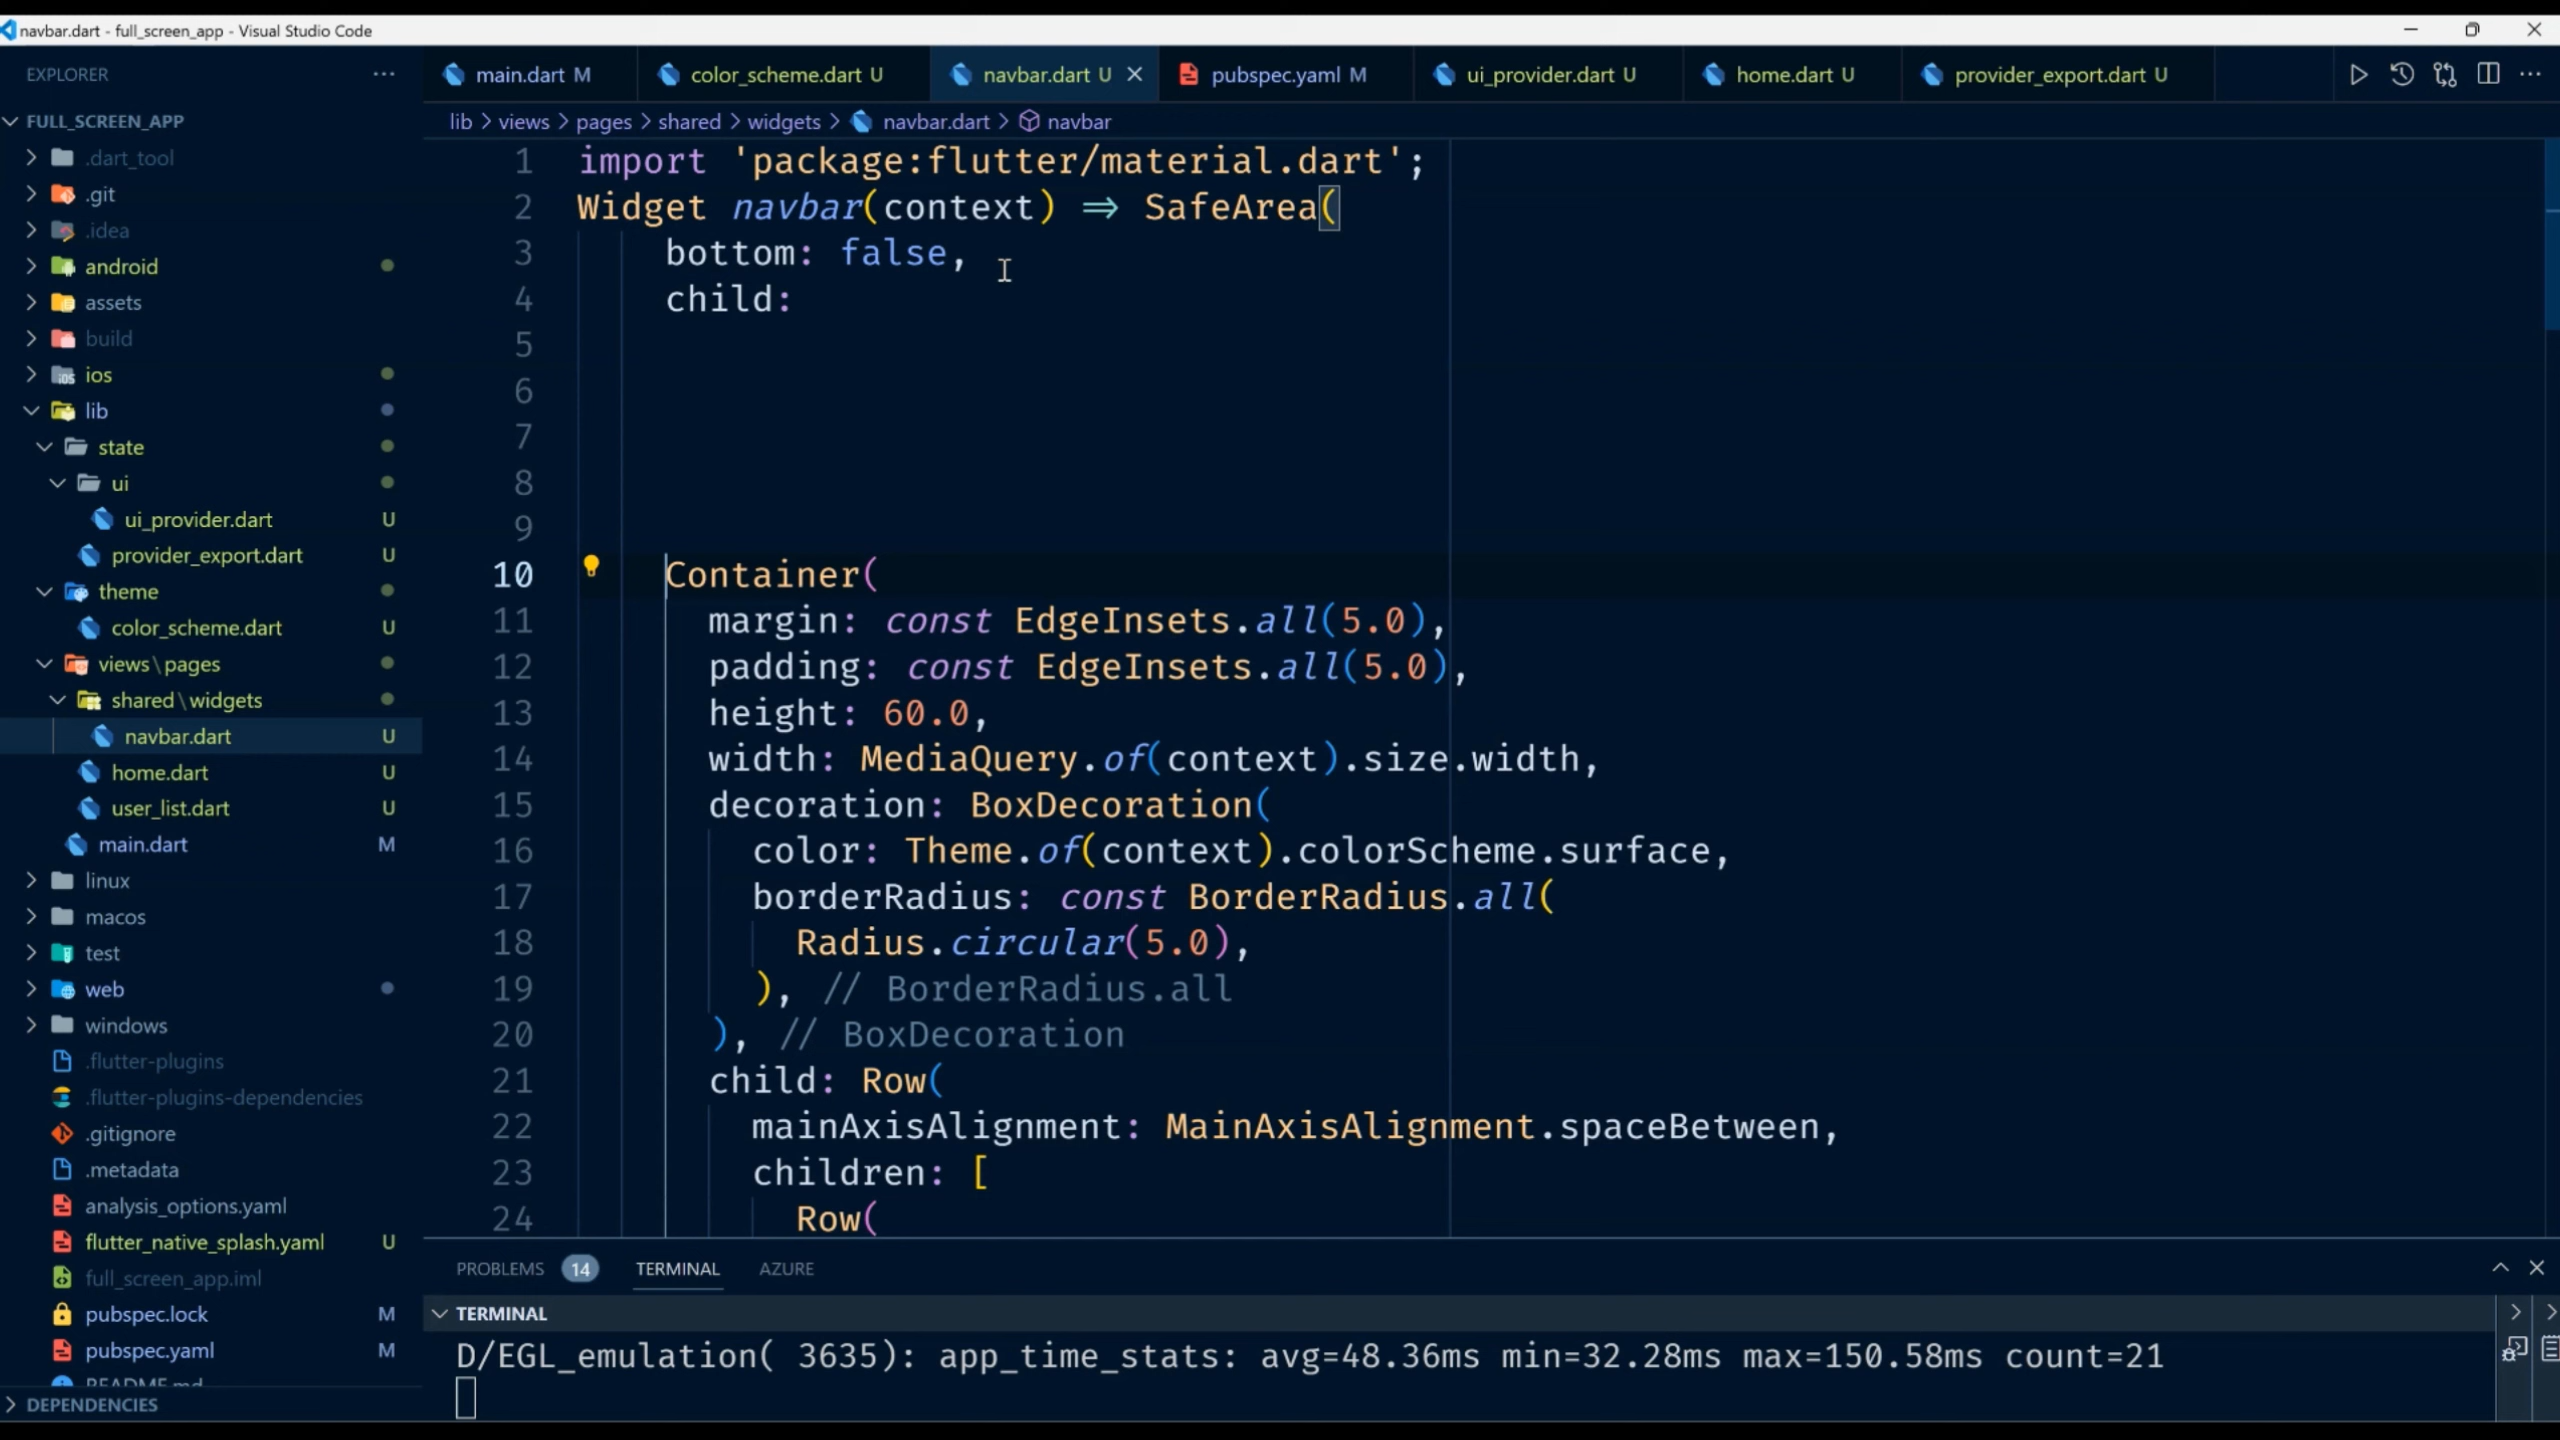 navbar.dart - full_screen_app - Visual Studio Code
EXPLORER
FULL_SCREEN_APP
.dart_tool
.git
.idea
android
assets
build
ios
lib
state
ui
ui_provider.dart U
provider_export.dart U
theme
color_scheme.dart U
views\pages
shared\widgets
navbar.dart U
home.dart U
user_list.dart U
main.dart M
linux
macos
test
web
windows
.flutter-plugins
.flutter-plugins-dependencies
.gitignore
.metadata
analysis_options.yaml
flutter_native_splash.yaml U
full_screen_app.iml
pubspec.lock M
pubspec.yaml M
README.md
DEPENDENCIES
main.dart M color_scheme.dart U navbar.dart U pubspec.yaml M ui_provider.dart U home.dart U provider_export.dart U
lib > views > pages > shared > widgets > navbar.dart > navbar
1 import 'package:flutter/material.dart';
2 Widget navbar(context) => SafeArea(
3 bottom: false,
4 child:
5
6
7
8
9
10 Container(
11 margin: const EdgeInsets.all(5.0),
12 padding: const EdgeInsets.all(5.0),
13 height: 60.0,
14 width: MediaQuery.of(context).size.width,
15 decoration: BoxDecoration(
16 color: Theme.of(context).colorScheme.surface,
17 borderRadius: const BorderRadius.all(
18 Radius.circular(5.0),
19 ), // BorderRadius.all
20 ), // BoxDecoration
21 child: Row(
22 mainAxisAlignment: MainAxisAlignment.spaceBetween,
23 children: [
24 Row(
PROBLEMS 14 TERMINAL AZURE
TERMINAL
D/EGL_emulation( 3635): app_time_stats: avg=48.36ms min=32.28ms max=150.58ms count=21